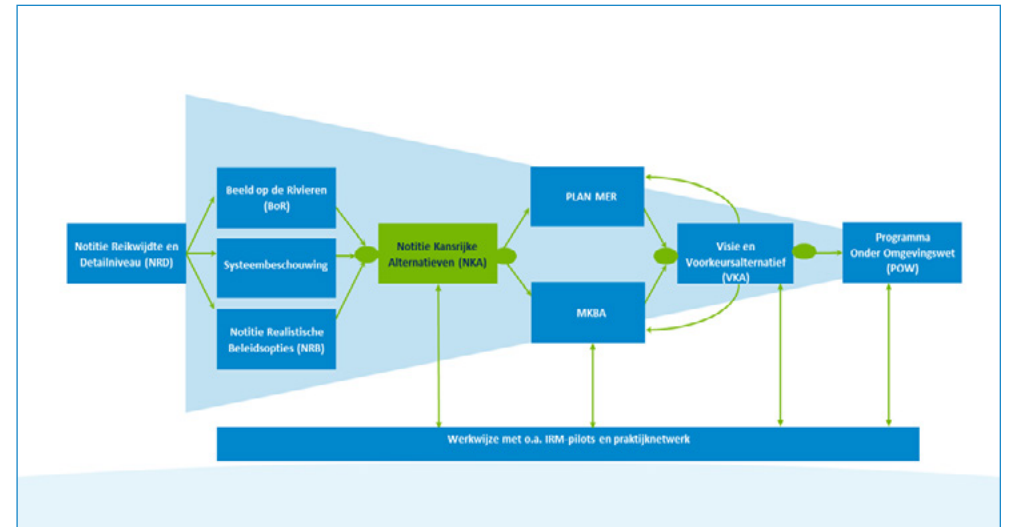 Notitie Reikwijdte en
Detailniveau (NRD)
Beeld op de Rivieren
(BoR)
Systeembeschouwing
Notitie Realistische
Beleidsopties (NRB)
Notitie Kansrijke
Alternatieven (NKA)
PLAN MER
MKBA
Visie en
Voorkeursalternatief
(VKA)
Programma
Onder Omgevingswet
(POW)
Werkwijze met o.a. IRM-pilots en praktijknetwerk